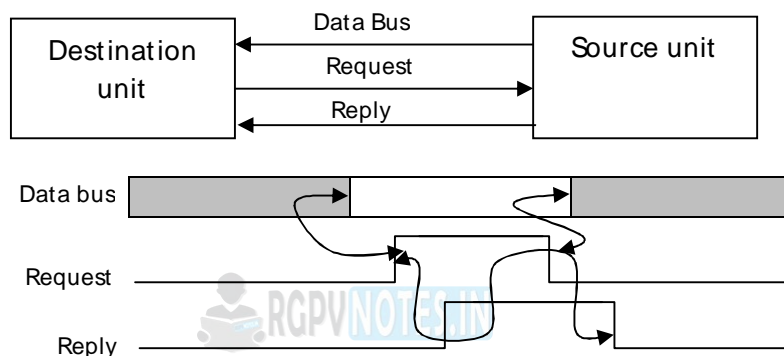 Data Bus
Destination
unit
Source unit
Request
Reply
Data bus
Request
RGPVNOTES.IN
Reply